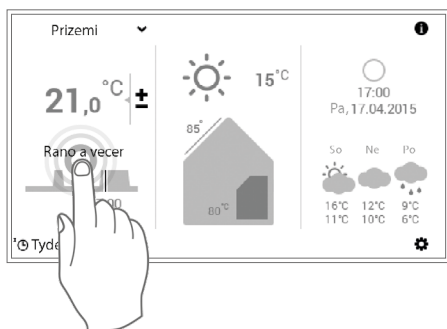 Prizemi
21,0 °C ±
Rano a vecer
15°C
85°
80°C
17:00
Pa, 17.04.2015
So Ne Po
16°C 12°C 9°C
11°C 10°C 6°C